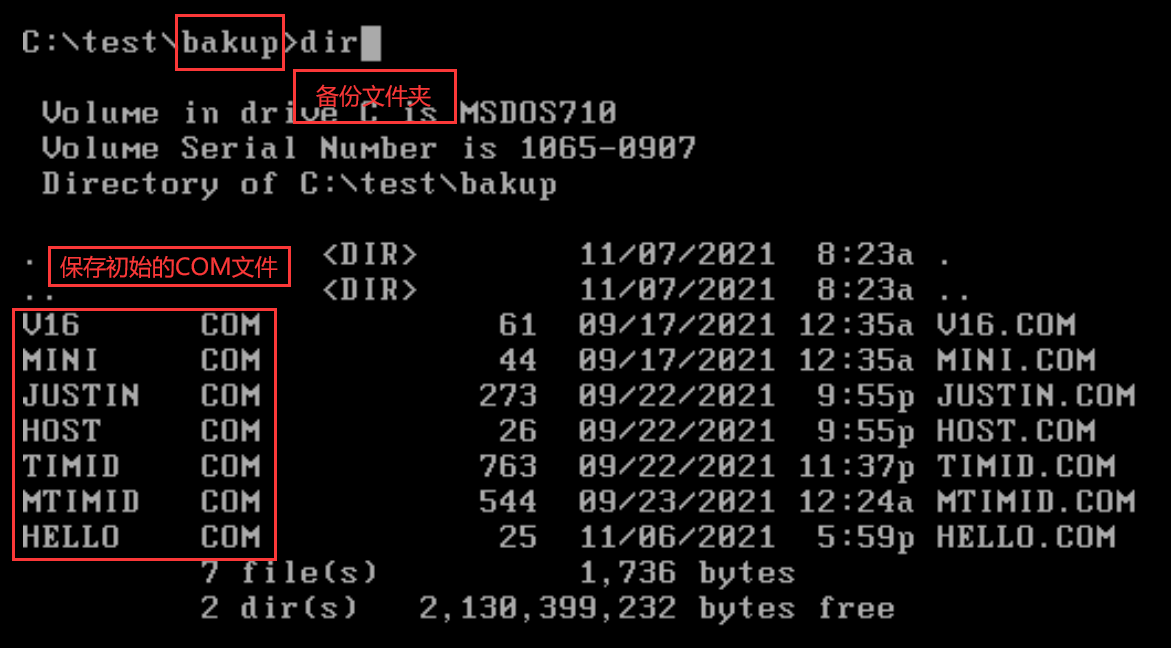 C:\test\bakup>dir
备份文件夹
Volume in drive C is MSDOS710
Volume Serial Number is 1065-0907
Directory of C:\test\bakup
. <DIR> 11/07/2021 8:23a .
保存初始的COM文件
.. <DIR> 11/07/2021 8:23a ..
V16 COM 61 09/17/2021 12:35a V16.COM
MINI COM 44 09/17/2021 12:35a MINI.COM
JUSTIN COM 273 09/22/2021 9:55p JUSTIN.COM
HOST COM 26 09/22/2021 9:55p HOST.COM
TIMID COM 763 09/22/2021 11:37p TIMID.COM
MTIMID COM 544 09/23/2021 12:24a MTIMID.COM
HELLO COM 25 11/06/2021 5:59p HELLO.COM
7 file(s) 1,736 bytes
2 dir(s) 2,130,399,232 bytes free